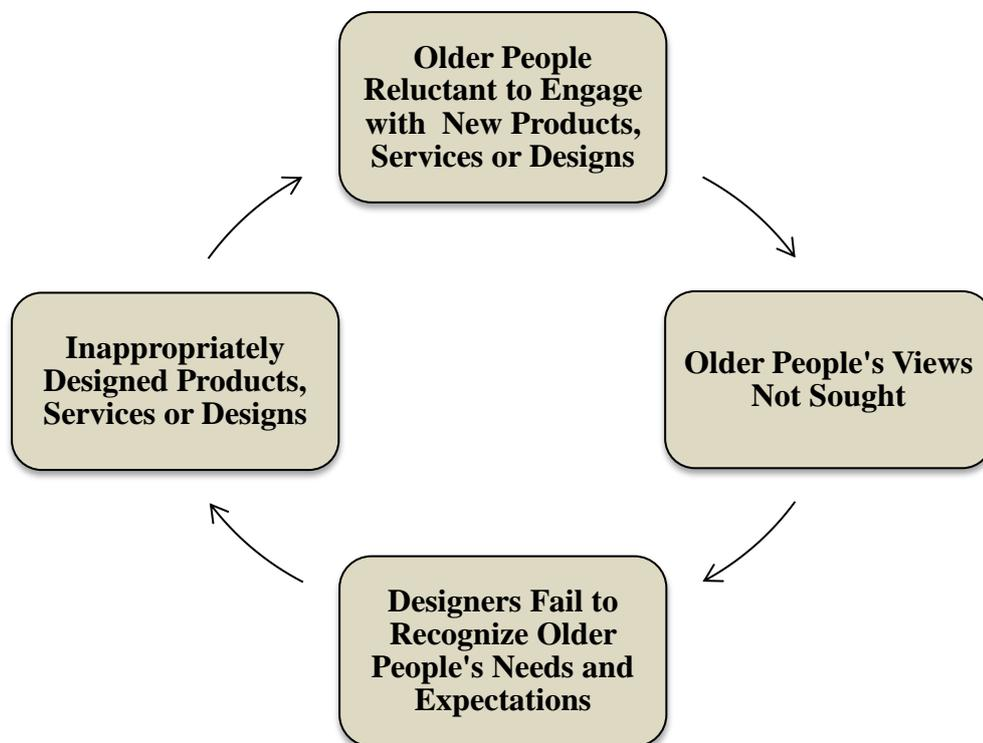 Older People
Reluctant to Engage
with  New Products,
Services or Designs
Older People's Views
Not Sought
Designers Fail to
Recognize Older
People's Needs and
Expectations
Inappropriately
Designed Products,
Services or Designs